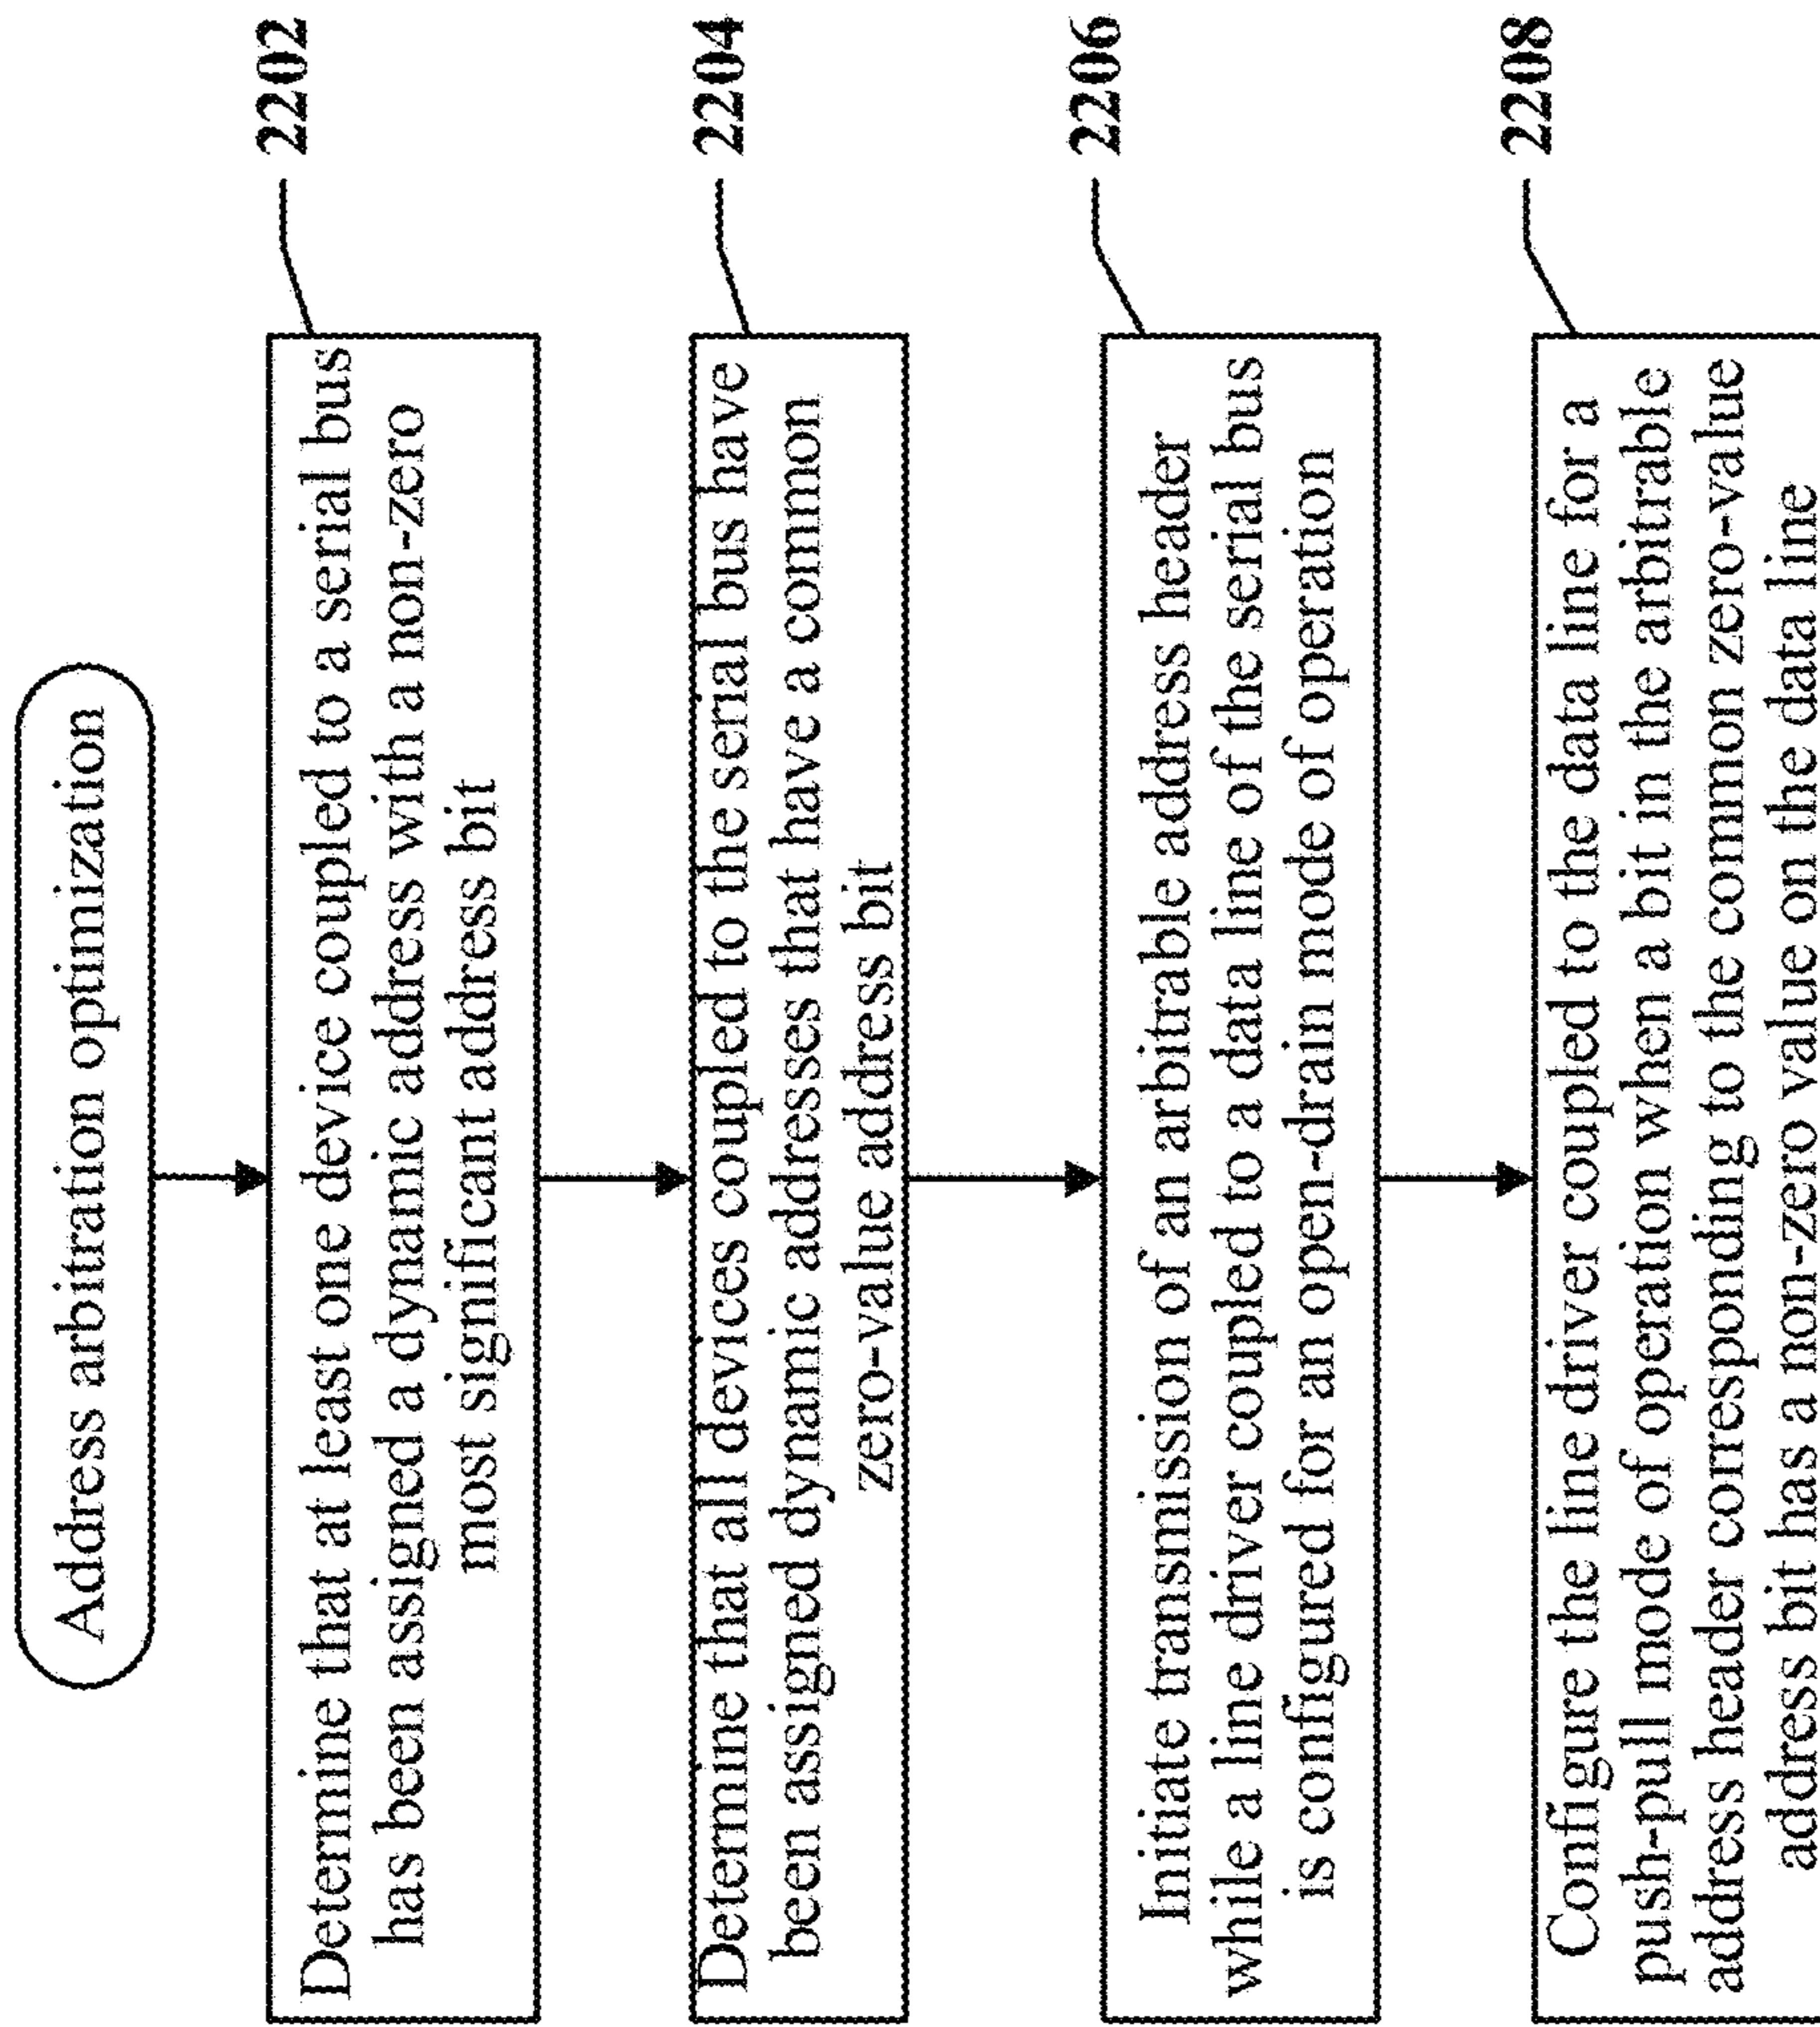 Address arbitration optimization
2202
Determine that at least one device coupled to a serial bus
has been assigned a dynamic address with a non-zero
most significant address bit
2204
Determine that all devices coupled to the serial bus have
been assigned dynamic addresses that have a common
zero-value address bit
2206
Initiate transmission of an arbitrable address header
while a line driver coupled to a data line of the serial bus
is configured for an open-drain mode of operation
2208
Configure the line driver coupled to the data line for a
push-pull mode of operation when a bit in the arbitrable
address header corresponding to the common zero-value
address bit has a non-zero value on the data line